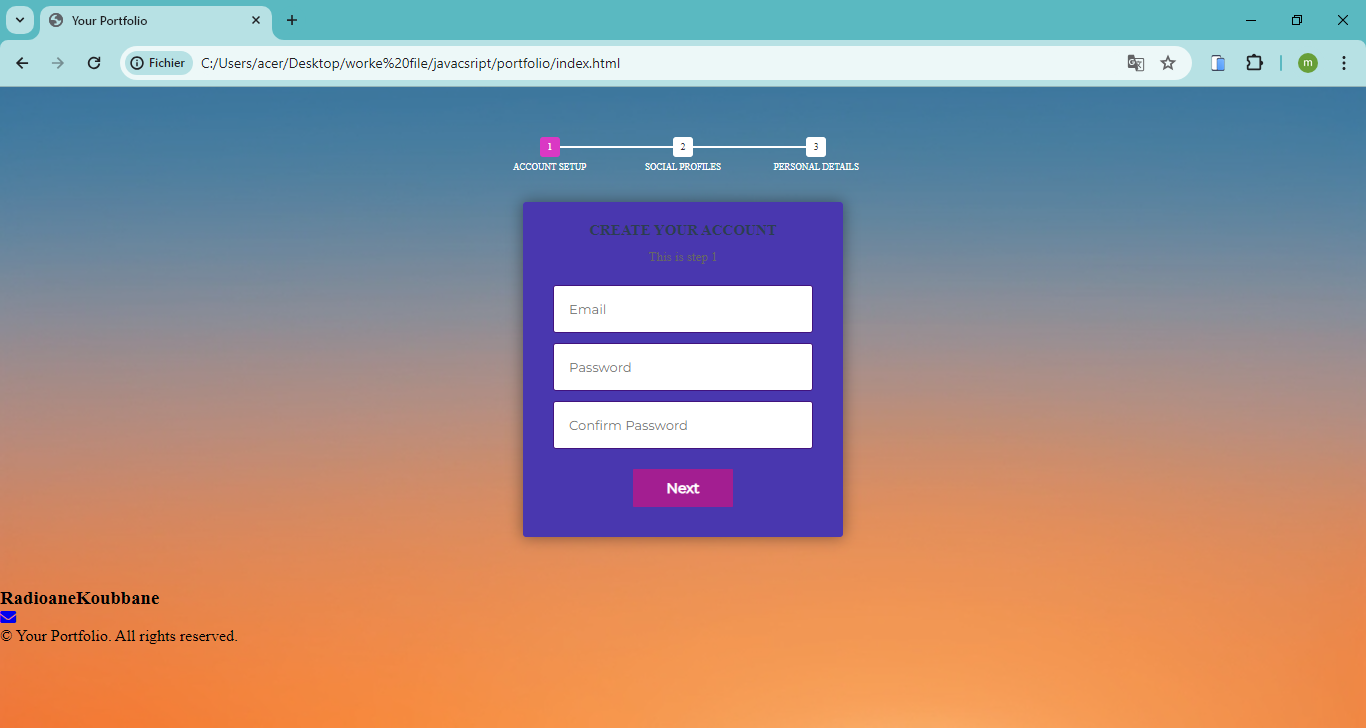 Your Portfolio
Fichier C:/Users/acer/Desktop/worke%20file/javacsript/portfolio/index.html m
1 2 3
ACCOUNT SETUP SOCIAL PROFILES PERSONAL DETAILS
CREATE YOUR ACCOUNT
This is step 1
Email
Password
Confirm Password
Next
RadioaneKoubbane
© Your Portfolio. All rights reserved.